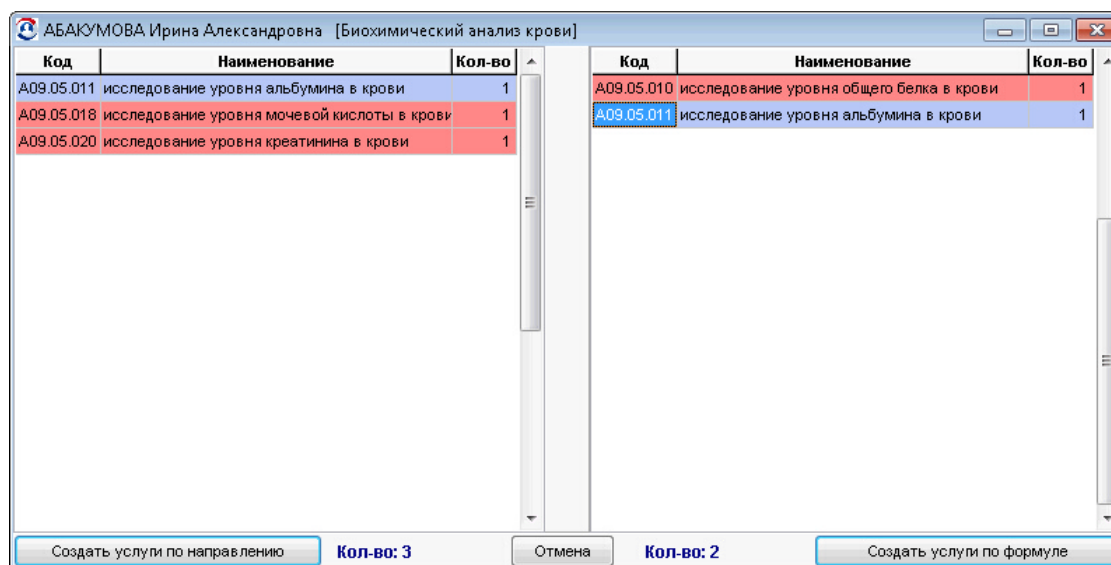 АБАКУМОВА Ирина Александровна [Биохимический анализ крови]
Код Наименование Кол-во
A09.05.011 исследование уровня альбумина в крови 1
A09.05.018 исследование уровня мочевой кислоты в крови 1
A09.05.020 исследование уровня креатинина в крови 1
Код Наименование Кол-во
A09.05.010 исследование уровня общего белка в крови 1
A09.05.011 исследование уровня альбумина в крови 1
Создать услуги по направлению Кол-во: 3 Отмена Кол-во: 2 Создать услуги по формуле